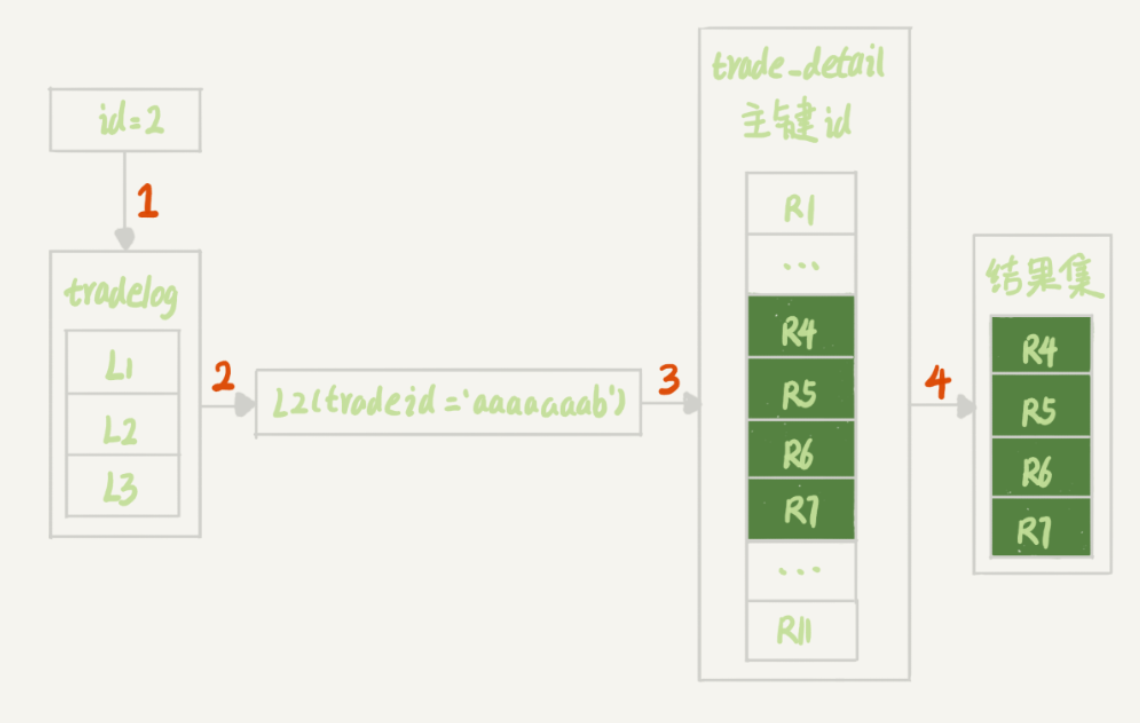 id=2
1
tradelog
L1
L2
L3
2
L2(tradeid='aaaaaaab')
3
trade_detail
主键id
R1
...
R4
R5
R6
R7
...
R11
4
结果集
R4
R5
R6
R7